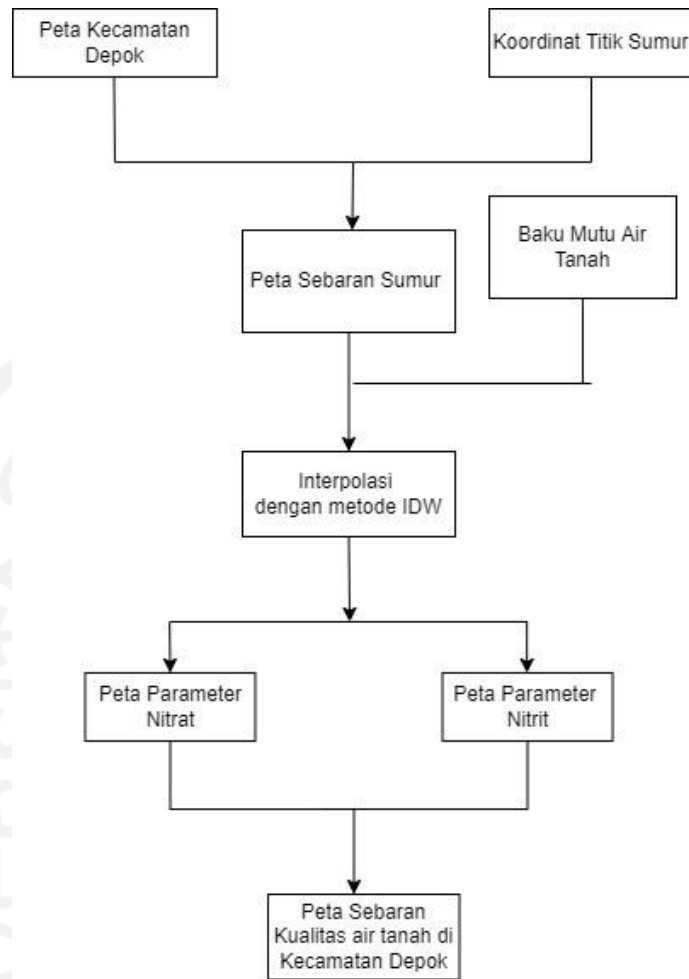 Peta Kecamatan
Depok
Koordinat Titik Sumur
Peta Sebaran Sumur
Baku Mutu Air
Tanah
Interpolasi
dengan metode IDW
Peta Parameter
Nitrat
Peta Parameter
Nitrit
Peta Sebaran
Kualitas air tanah di
Kecamatan Depok